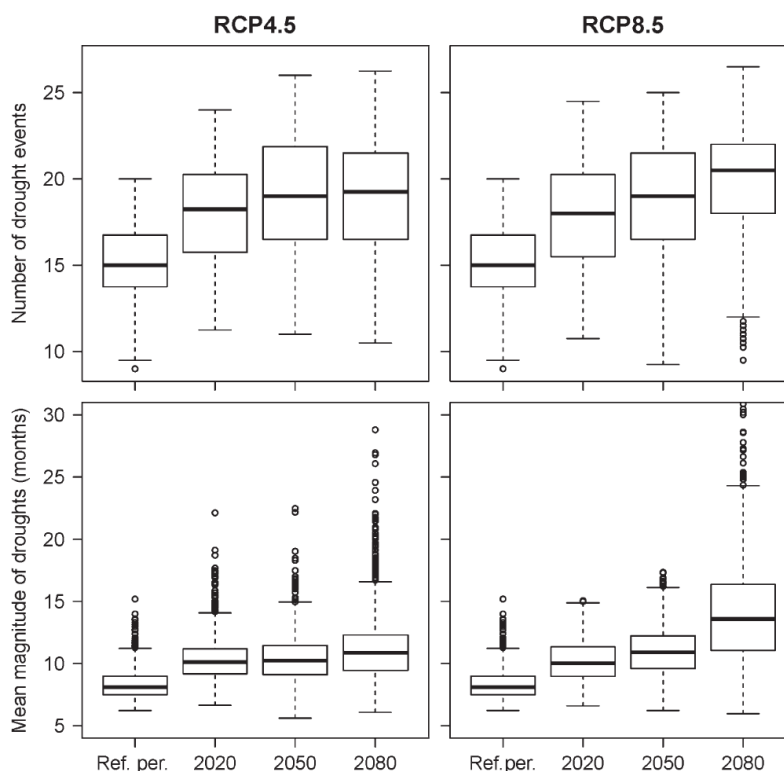 RCP4.5
RCP8.5
Number of drought events
25
20
15
10
Mean magnitude of droughts (months)
30
25
20
15
10
5
Ref. per. 2020 2050 2080
Ref. per. 2020 2050 2080